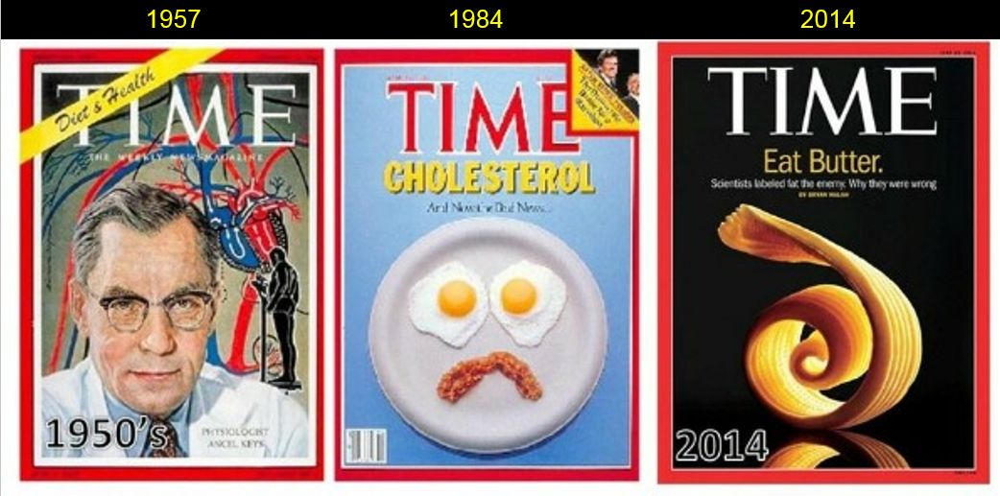 1957
1984
2014
Diet & Health
TIME
THE WEEKLY NEWSMAGAZINE
1950's
PHYSIOLOGIST
ANCEL KEYS
TIME
CHOLESTEROL
And Now the Bad News...
TIME
Eat Butter.
Scientists labeled fat the enemy. Why they were wrong
BY BRYAN WALSH
2014